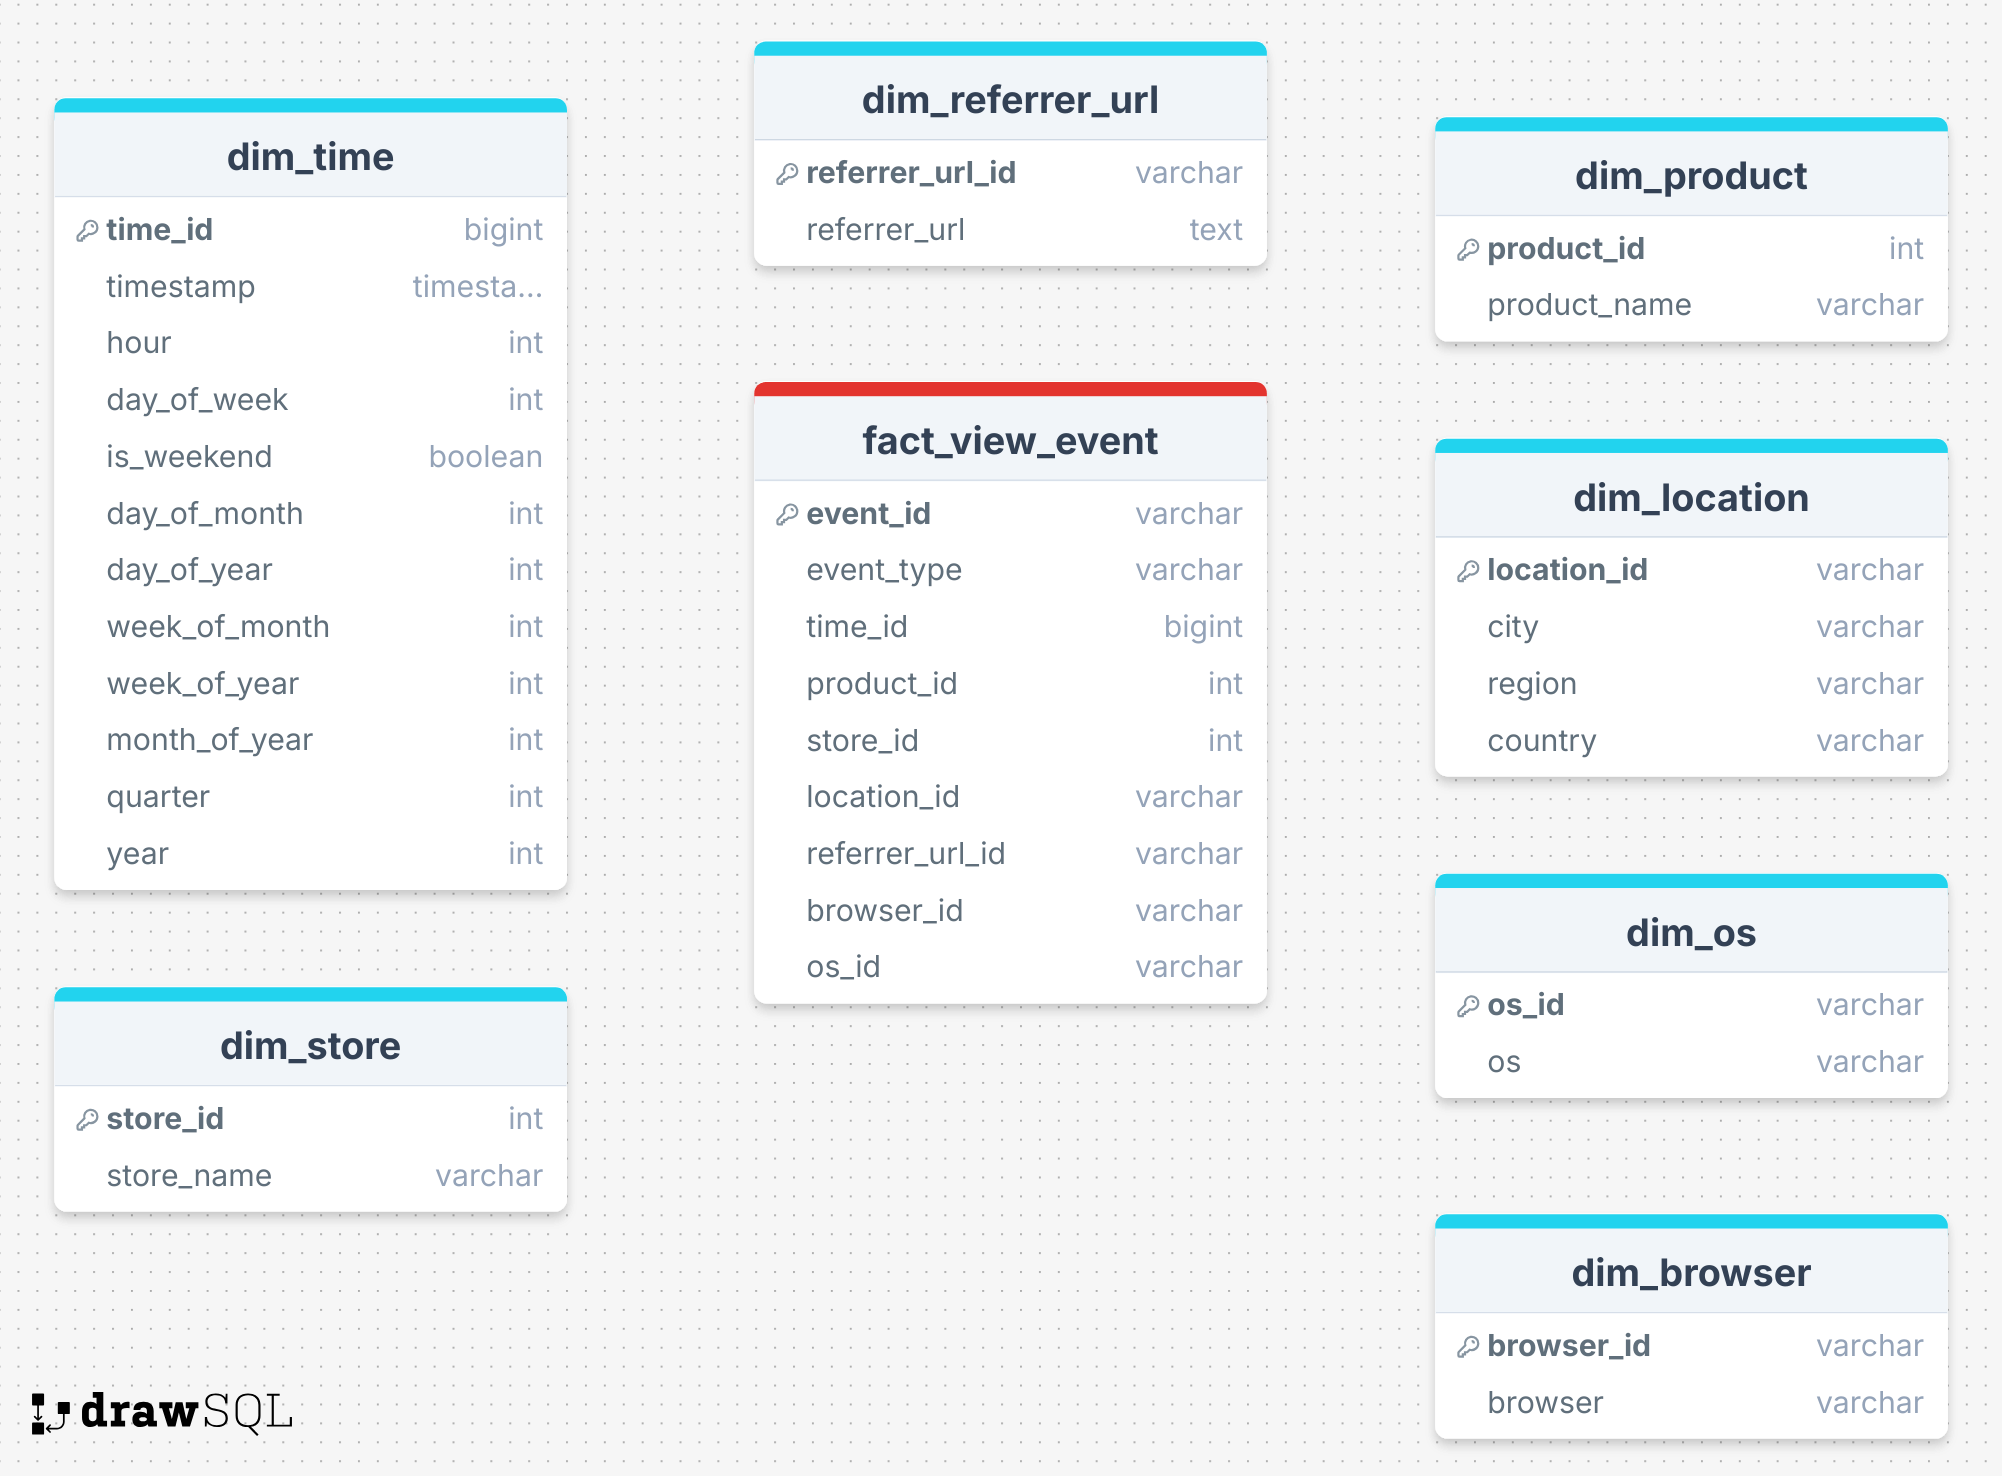 dim_time
time_id bigint
timestamp timesta...
hour int
day_of_week int
is_weekend boolean
day_of_month int
day_of_year int
week_of_month int
week_of_year int
month_of_year int
quarter int
year int
dim_store
store_id int
store_name varchar
dim_referrer_url
referrer_url_id varchar
referrer_url text
fact_view_event
event_id varchar
event_type varchar
time_id bigint
product_id int
store_id int
location_id varchar
referrer_url_id varchar
browser_id varchar
os_id varchar
dim_product
product_id int
product_name varchar
dim_location
location_id varchar
city varchar
region varchar
country varchar
dim_os
os_id varchar
os varchar
dim_browser
browser_id varchar
browser varchar
drawSQL